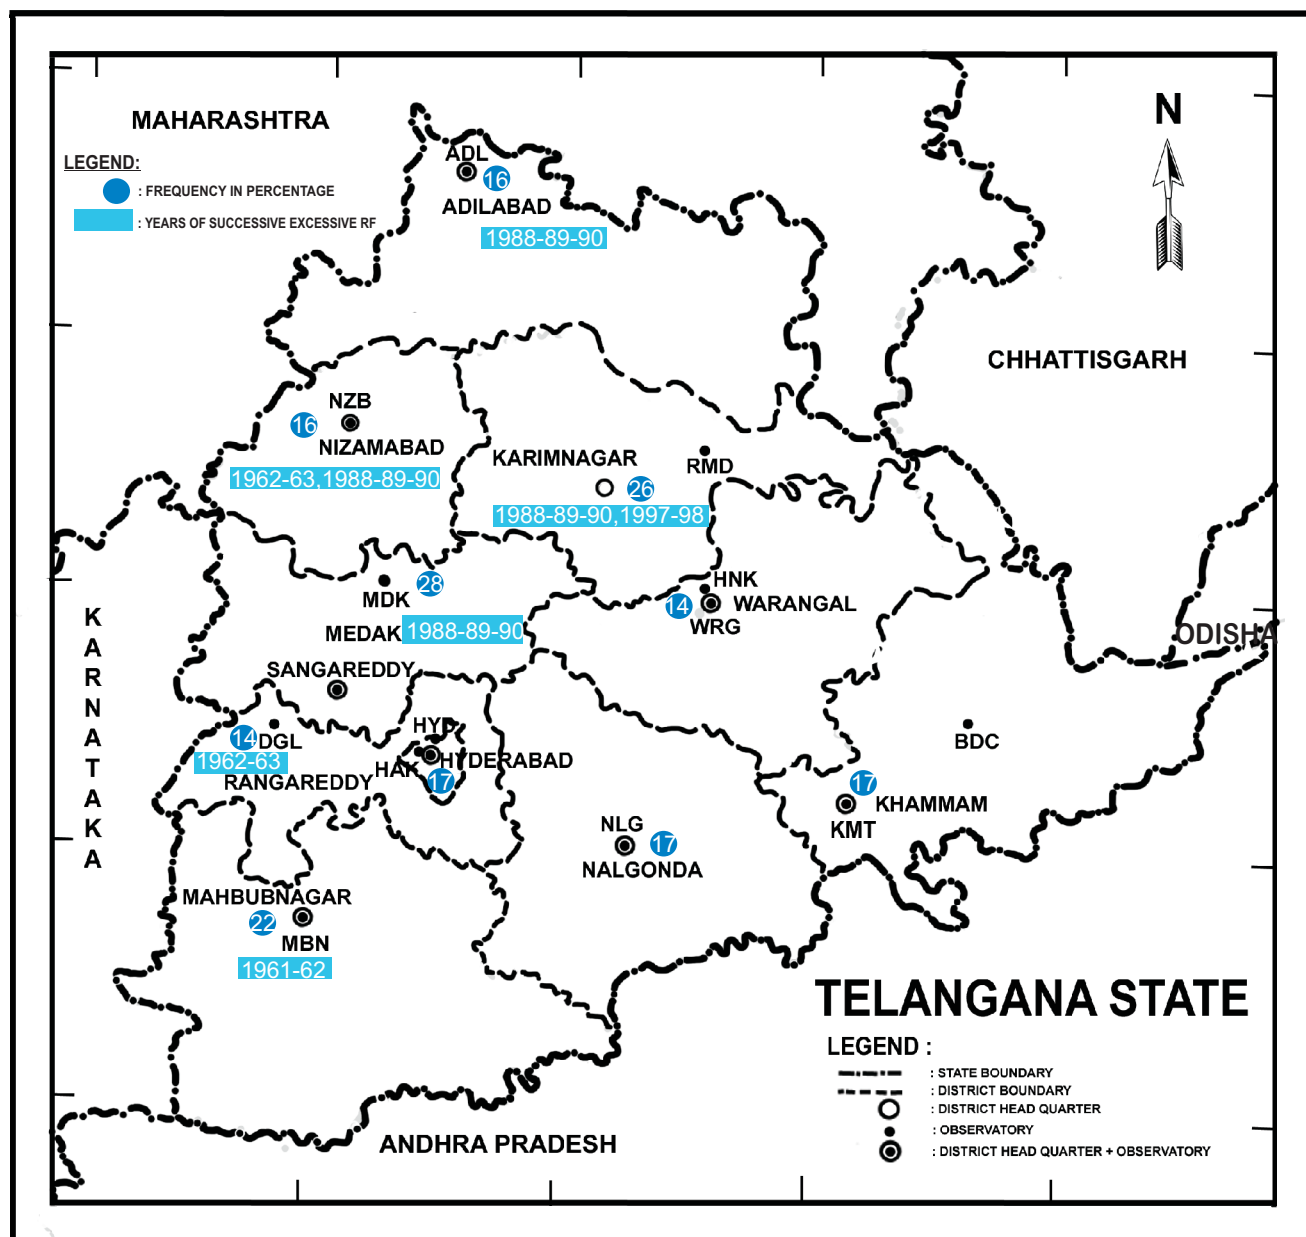 MAHARASHTRA
N
LEGEND:
: FREQUENCY IN PERCENTAGE
: YEARS OF SUCCESSIVE EXCESSIVE RF
ADL
16
ADILABAD
1988-89-90
CHHATTISGARH
NZB
16
NIZAMABAD
1962-63,1988-89-90
KARIMNAGAR
RMD
26
1988-89-90,1997-98
MDK
28
MEDAK
1988-89-90
HNK
14
WARANGAL
WRG
KARNATAKA
ODISHA
SANGAREDDY
14
DGL
1962-63
RANGAREDDY
HYD
HAK
HYDERABAD
17
BDC
17
KHAMMAM
KMT
NLG
17
NALGONDA
MAHBUBNAGAR
22
MBN
1961-62
TELANGANA STATE
LEGEND :
: STATE BOUNDARY
: DISTRICT BOUNDARY
: DISTRICT HEAD QUARTER
: OBSERVATORY
: DISTRICT HEAD QUARTER + OBSERVATORY
ANDHRA PRADESH